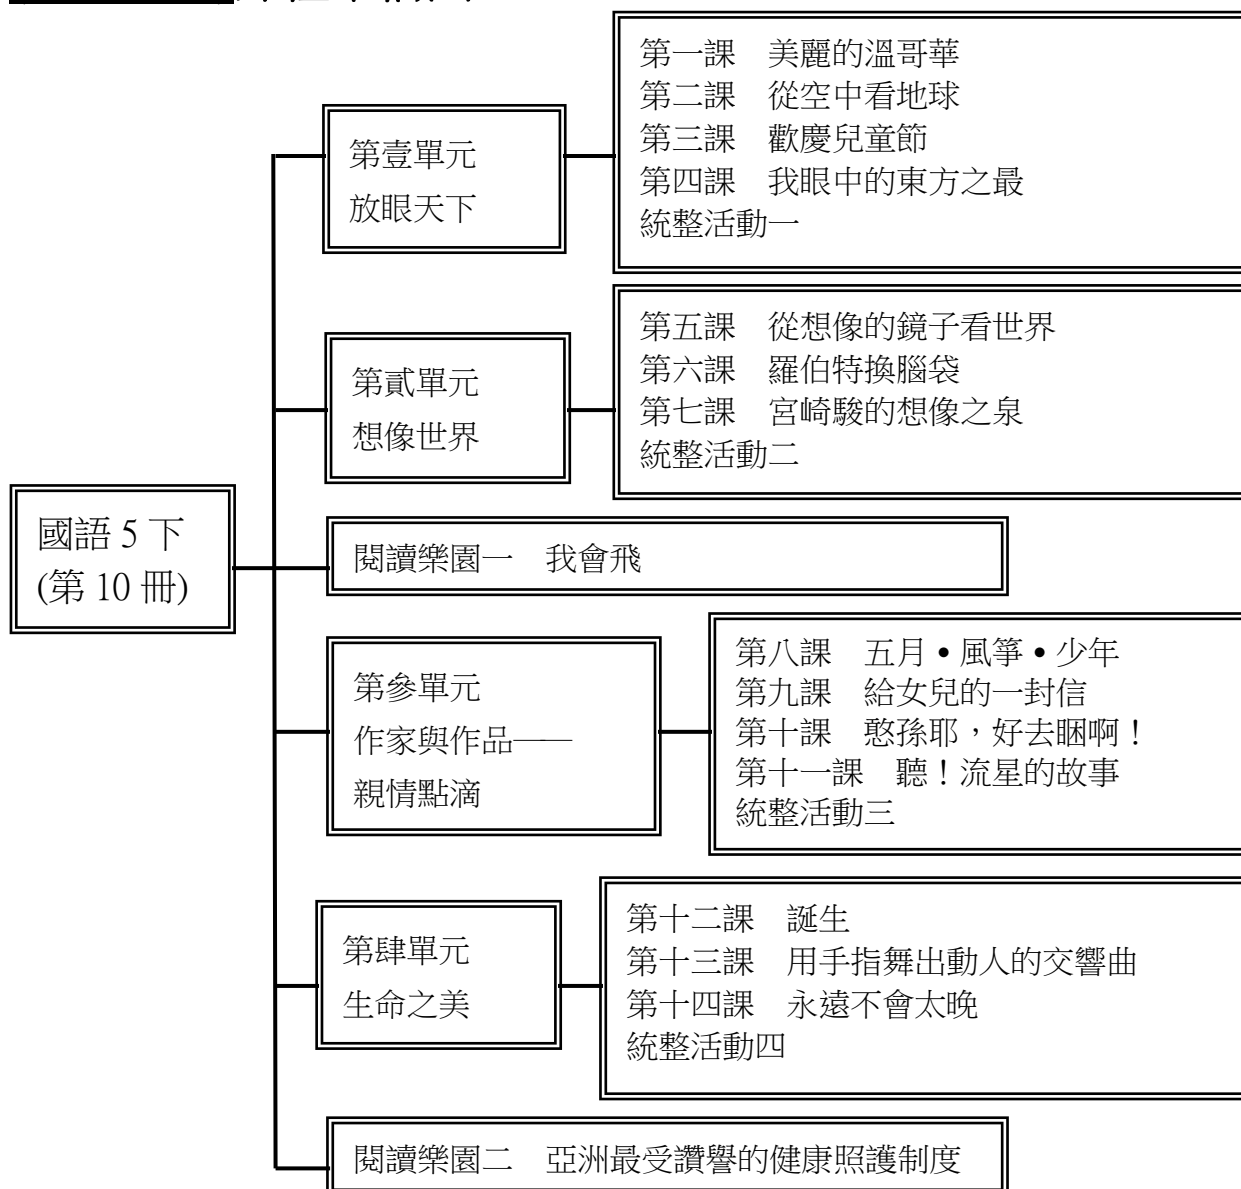 國語 5 下
(第 10 冊)
第壹單元
放眼天下
第一課　美麗的溫哥華
第二課　從空中看地球
第三課　歡慶兒童節
第四課　我眼中的東方之最
統整活動一
第貳單元
想像世界
第五課　從想像的鏡子看世界
第六課　羅伯特換腦袋
第七課　宮崎駿的想像之泉
統整活動二
閱讀樂園一　我會飛
第參單元
作家與作品——
親情點滴
第八課　五月•風箏•少年
第九課　給女兒的一封信
第十課　憨孫耶，好去睏啊！
第十一課　聽！流星的故事
統整活動三
第肆單元
生命之美
第十二課　誕生
第十三課　用手指舞出動人的交響曲
第十四課　永遠不會太晚
統整活動四
閱讀樂園二　亞洲最受讚譽的健康照護制度